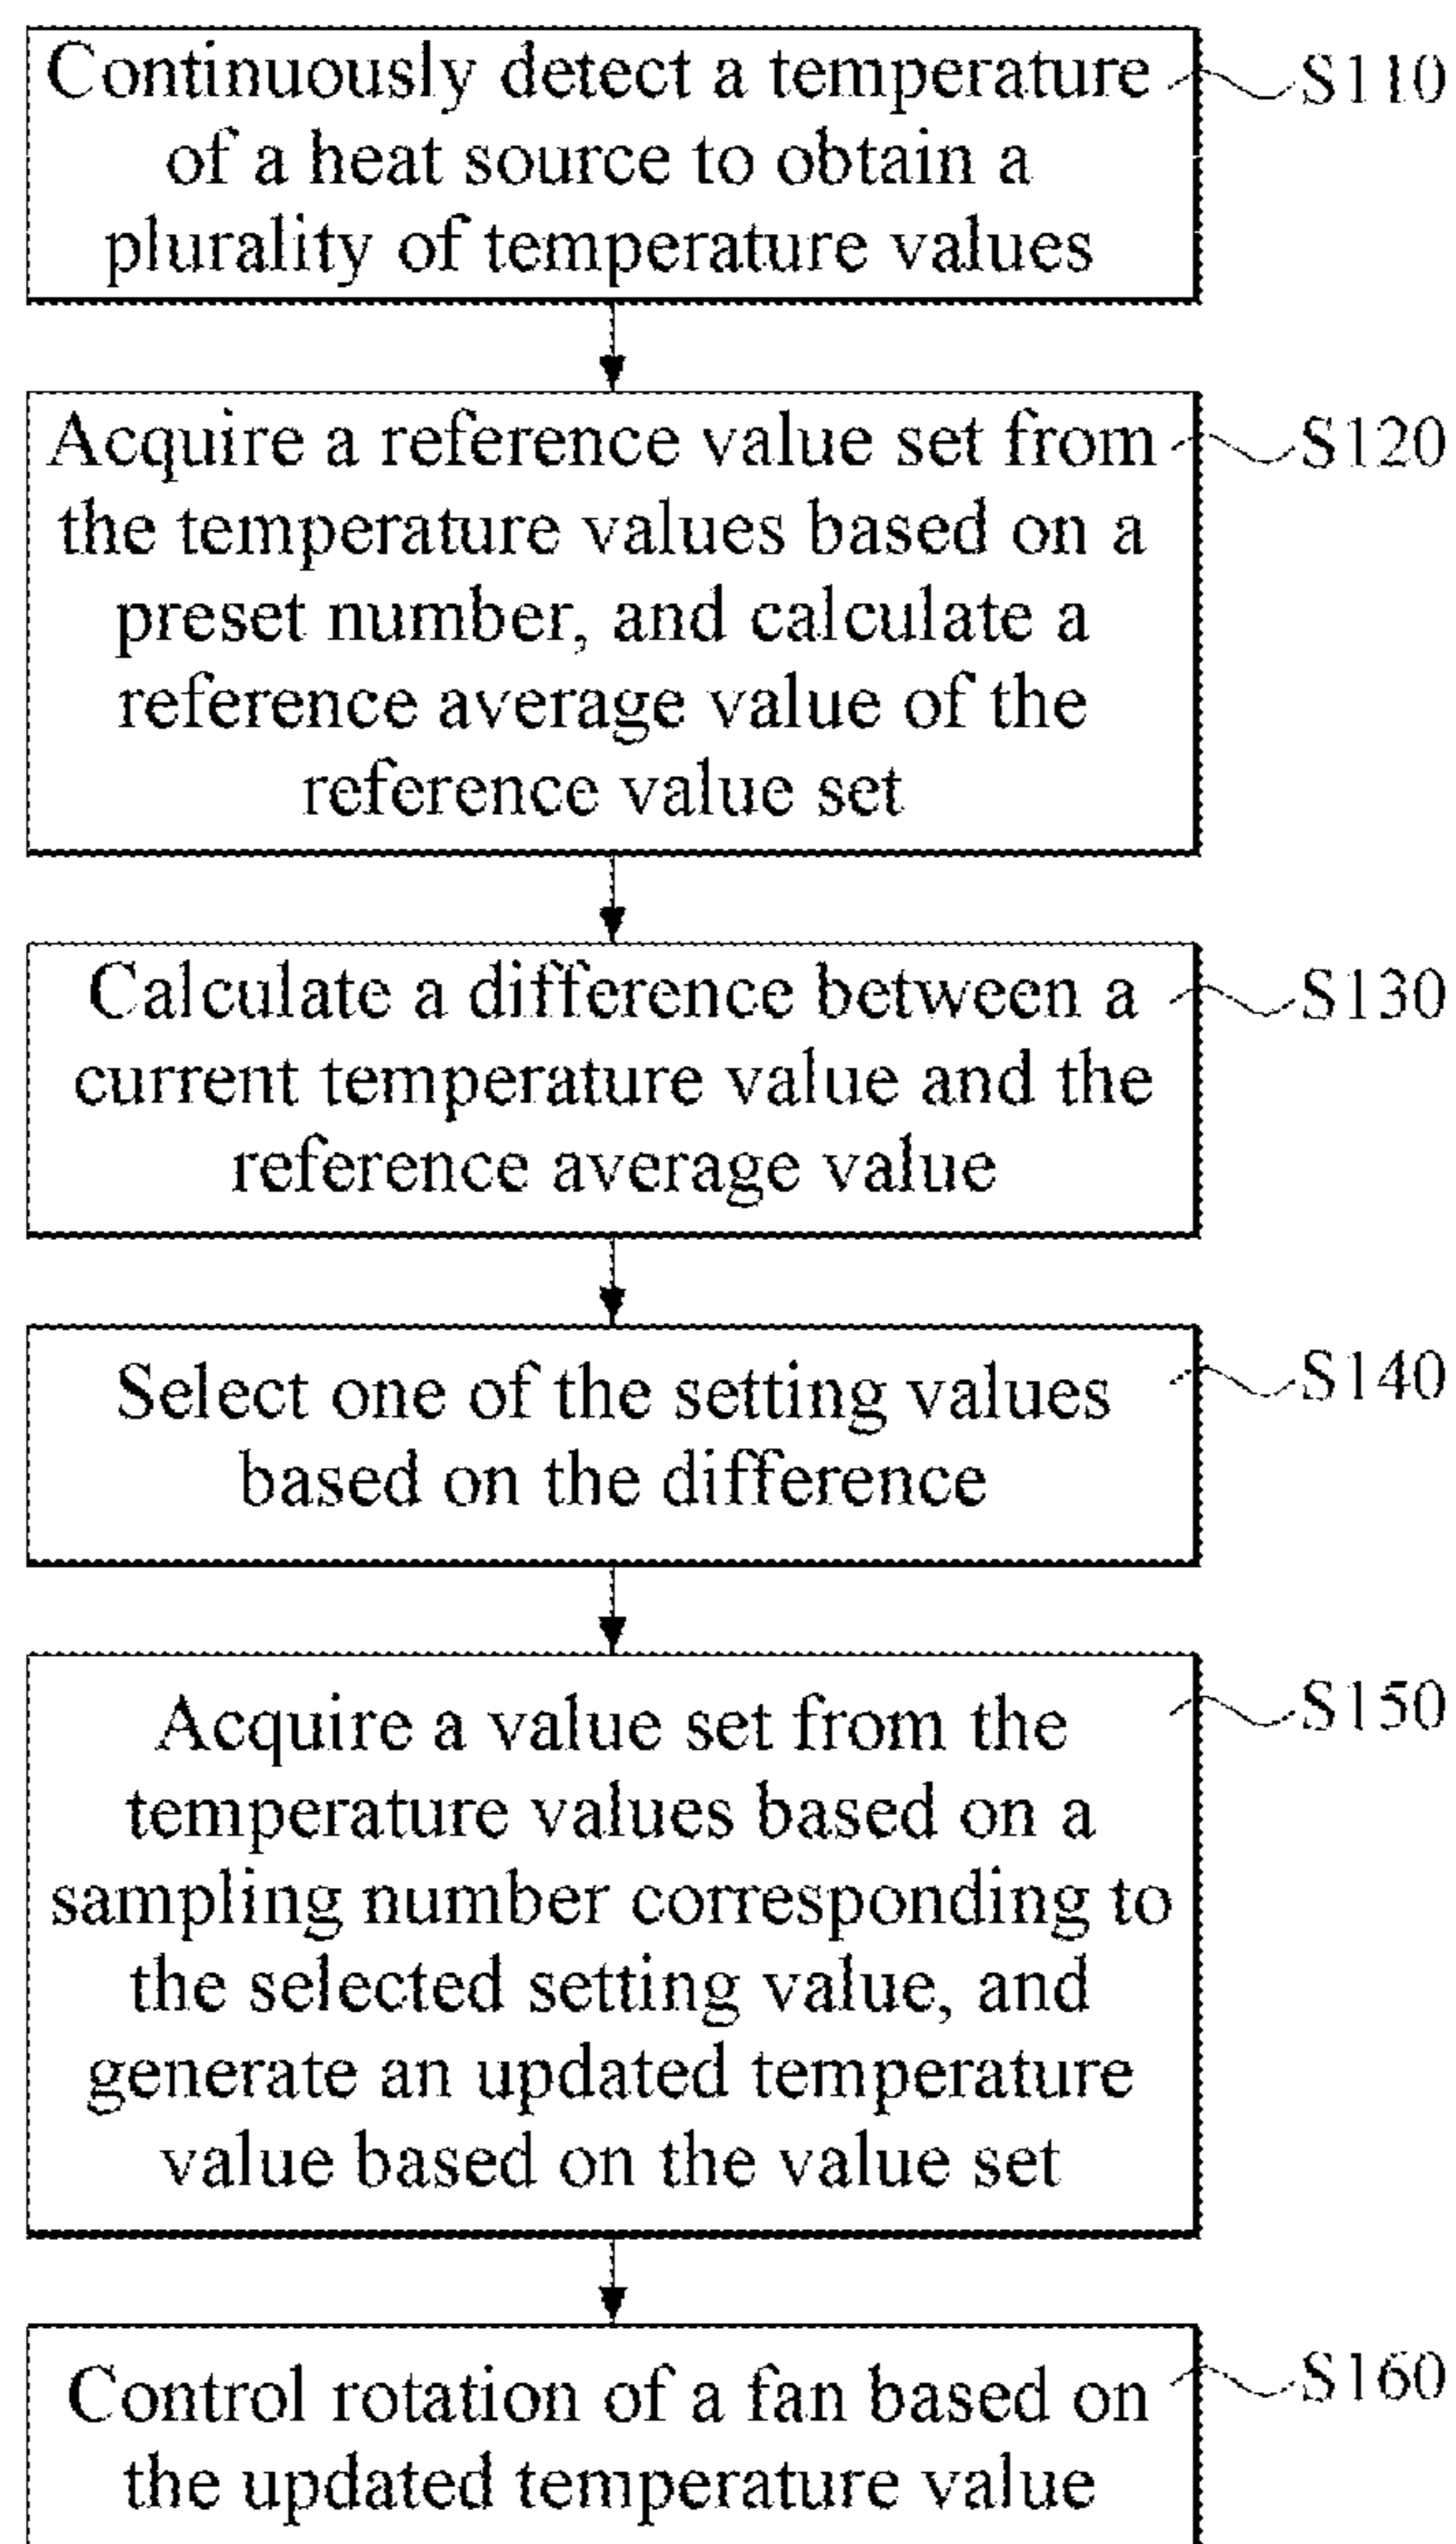 Continuously detect a temperature S110
of a heat source to obtain a
plurality of temperature values
Acquire a reference value set from S120
the temperature values based on a
preset number, and calculate a
reference average value of the
reference value set
Calculate a difference between a S130
current temperature value and the
reference average value
Select one of the setting values S140
based on the difference
Acquire a value set from the S150
temperature values based on a
sampling number corresponding to
the selected setting value, and
generate an updated temperature
value based on the value set
Control rotation of a fan based on S160
the updated temperature value